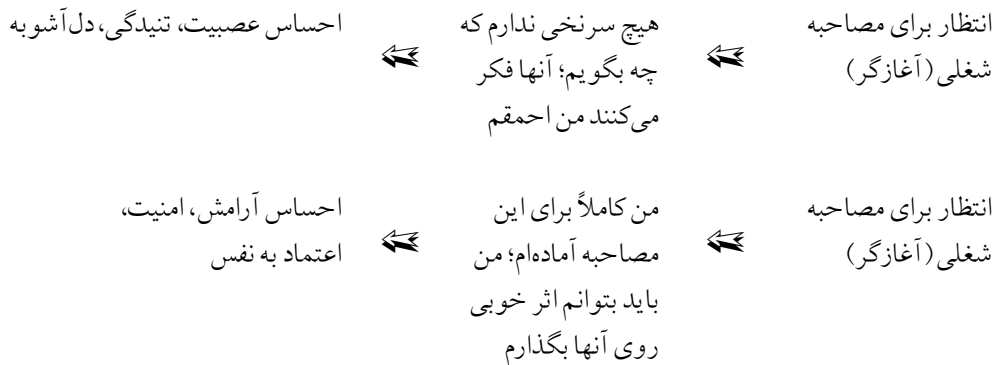 انتظار برای مصاحبه
شغلی (آغازگر)
هیچ سرنخی ندارم که
چه بگویم؛ آنها فکر
می‌کنند من احمقم
احساس عصبیت، تنیدگی، دل‌آشوبه
انتظار برای مصاحبه
شغلی (آغازگر)
من کاملاً برای این
مصاحبه آماده‌ام؛ من
باید بتوانم اثر خوبی
روی آنها بگذارم
احساس آرامش، امنیت،
اعتماد به نفس